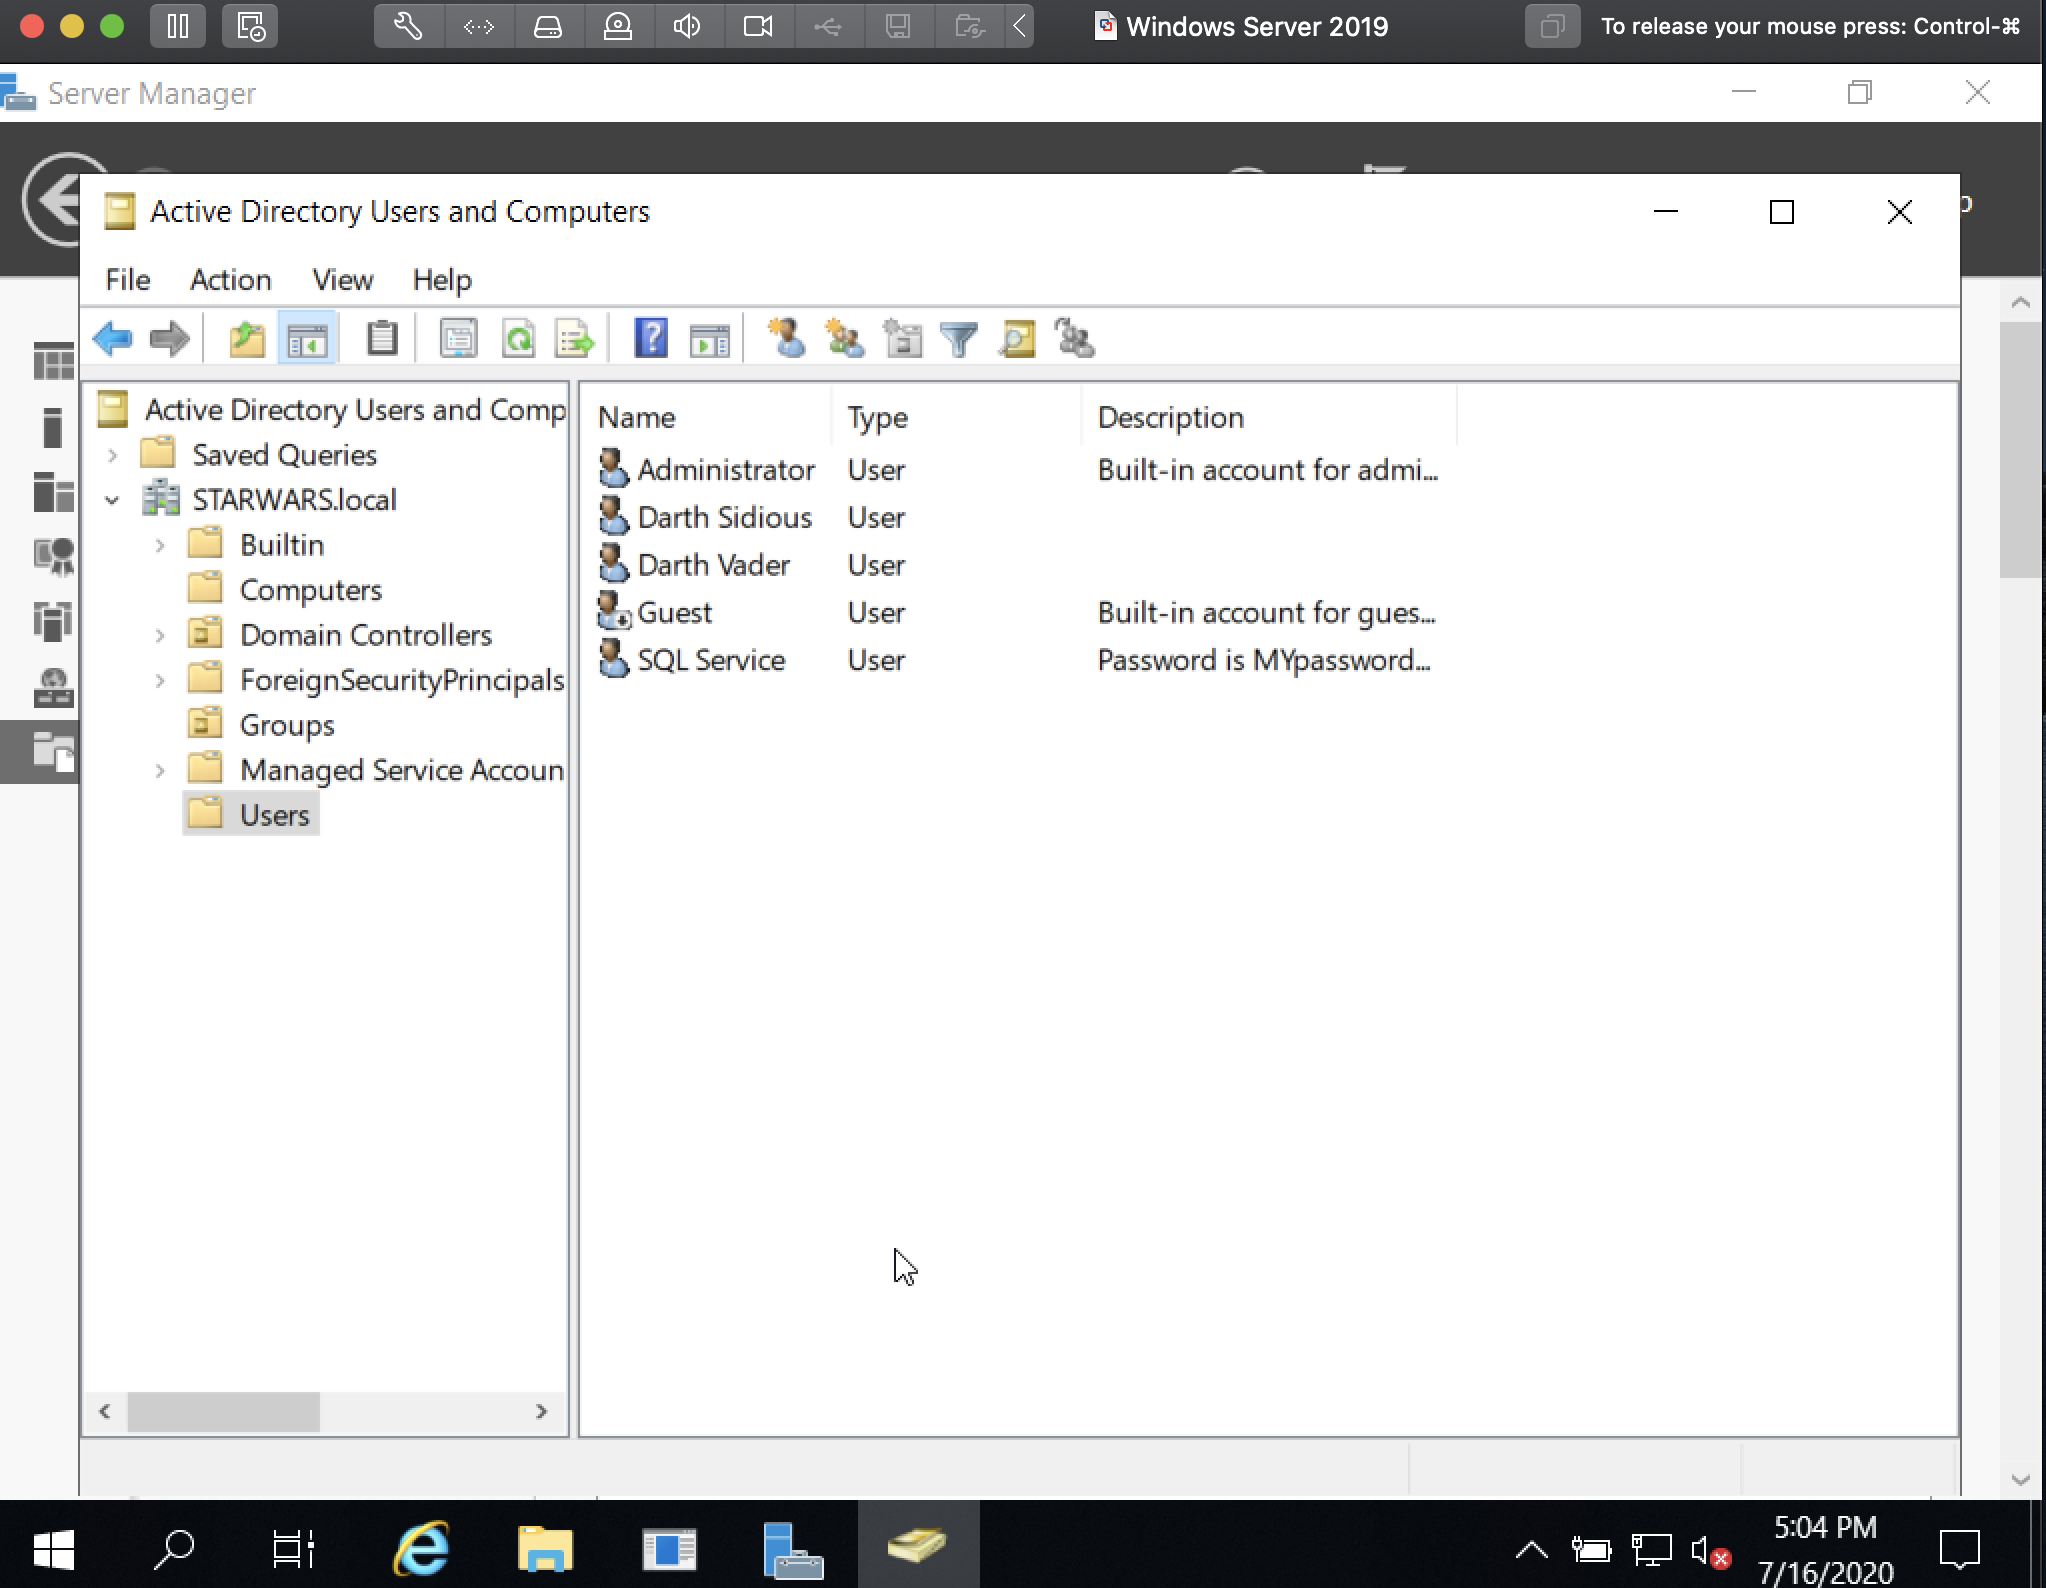 Windows Server 2019
To release your mouse press: Control-⌘
Server Manager
Active Directory Users and Computers
File Action View Help
Active Directory Users and Comp
Saved Queries
STARWARS.local
Builtin
Computers
Domain Controllers
ForeignSecurityPrincipals
Groups
Managed Service Accoun
Users
Name Type Description
Administrator User Built-in account for admi...
Darth Sidious User
Darth Vader User
Guest User Built-in account for gues...
SQL Service User Password is MYpassword...
5:04 PM
7/16/2020